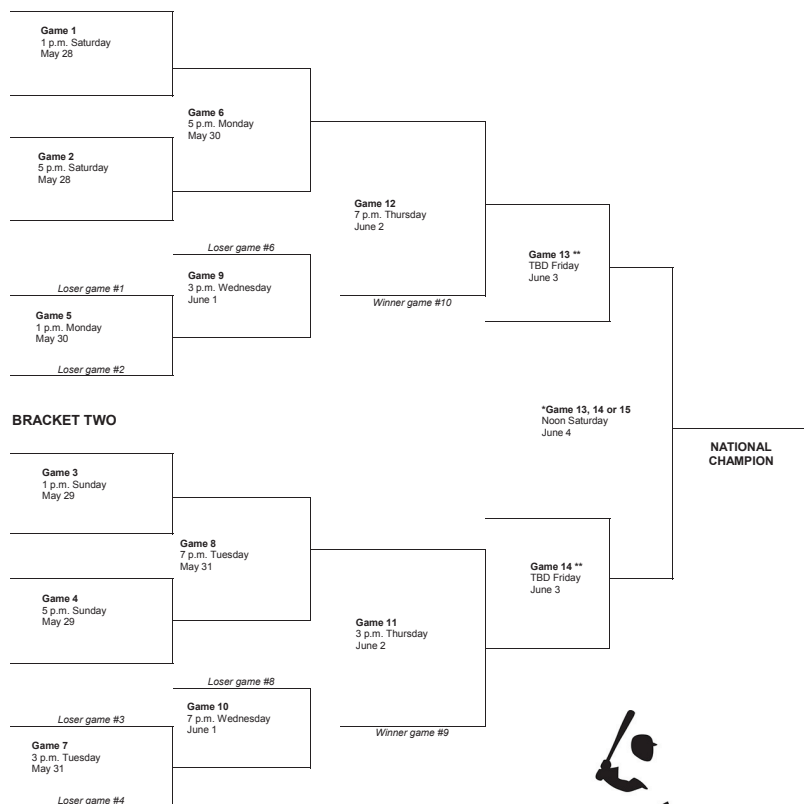 Game 1
1 p.m. Saturday
May 28
Game 6
5 p.m. Monday
May 30
Game 2
5 p.m. Saturday
May 28
Game 12
7 p.m. Thursday
June 2
Loser game #6
Game 13 **
TBD Friday
June 3
Game 9
3 p.m. Wednesday
June 1
Loser game #1
Winner game #10
Game 5
1 p.m. Monday
May 30
Loser game #2
*Game 13, 14 or 15
Noon Saturday
June 4
BRACKET TWO
NATIONAL
CHAMPION
Game 3
1 p.m. Sunday
May 29
Game 8
7 p.m. Tuesday
May 31
Game 14 **
TBD Friday
June 3
Game 4
5 p.m. Sunday
May 29
Game 11
3 p.m. Thursday
June 2
Loser game #8
Game 10
7 p.m. Wednesday
June 1
Loser game #3
Winner game #9
Game 7
3 p.m. Tuesday
May 31
Loser game #4